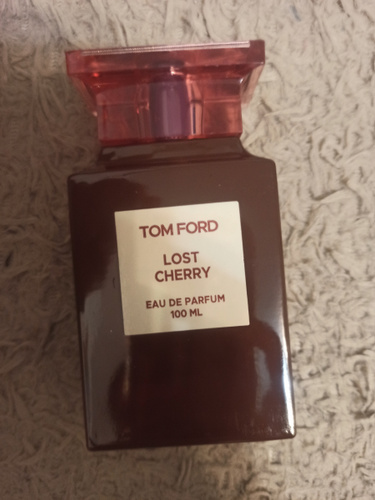 TOM FORD
LOST
CHERRY
EAU DE PARFUM
100 ML